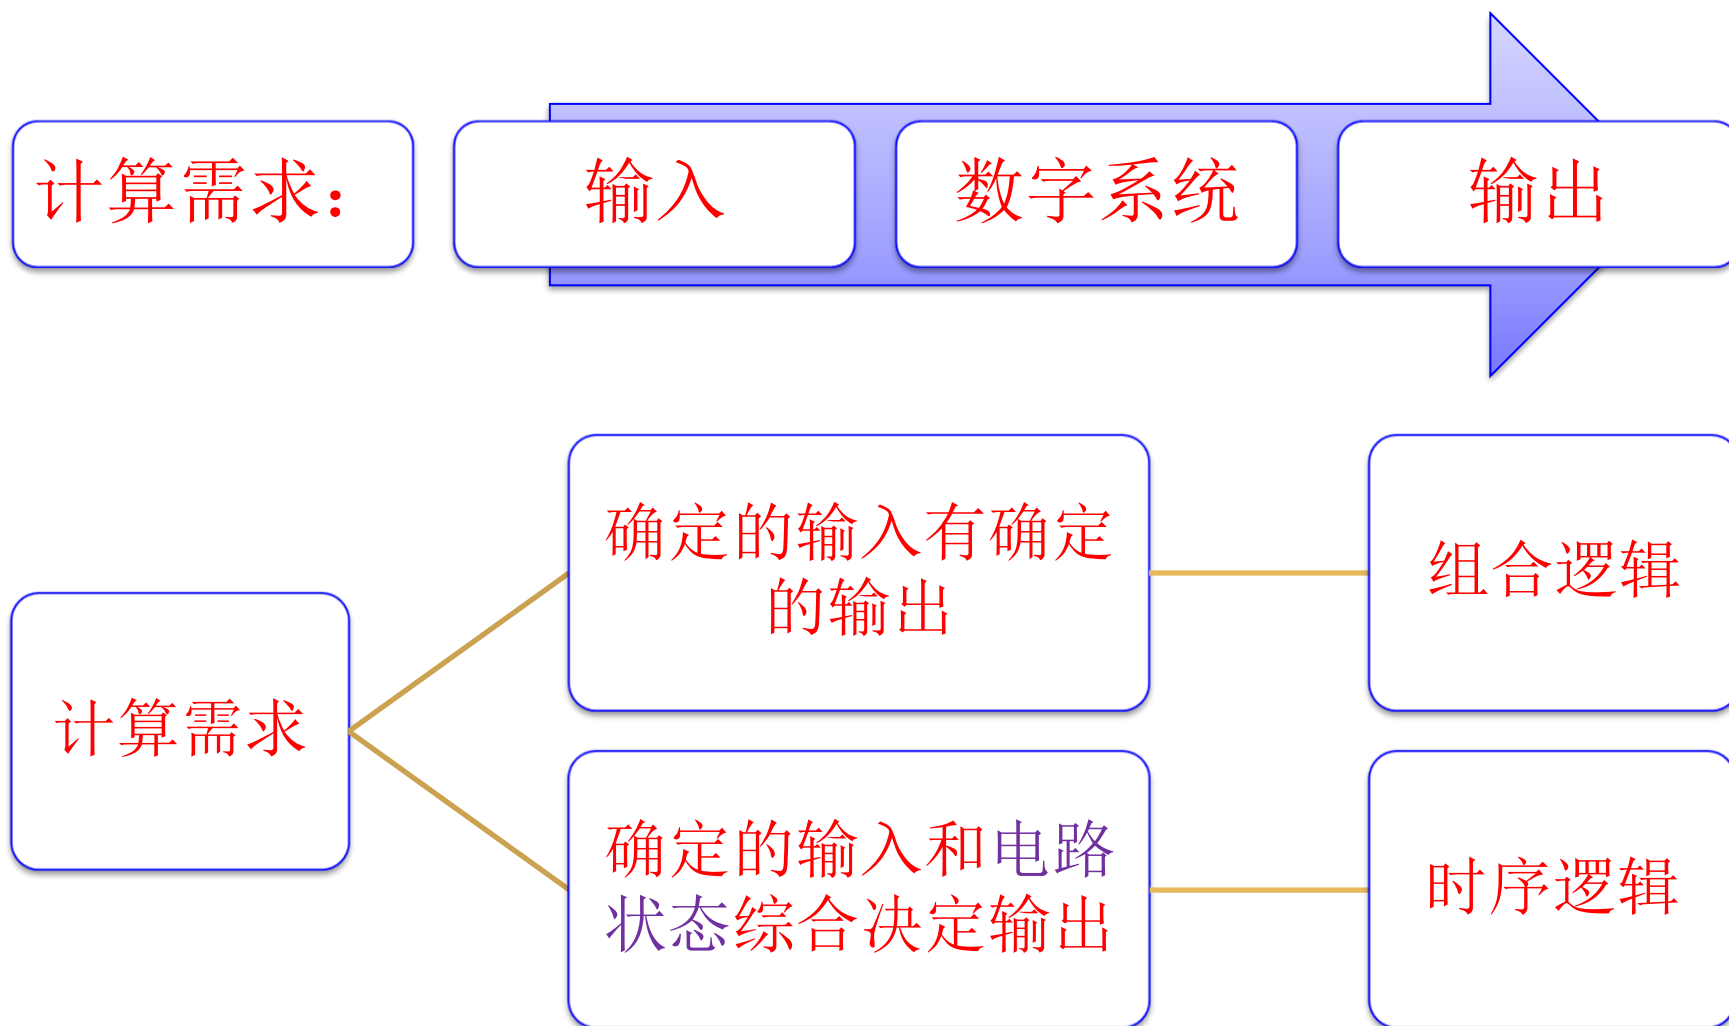 计算需求：
输入
数字系统
输出
计算需求
确定的输入有确定
的输出
组合逻辑
确定的输入和电路
状态综合决定输出
时序逻辑